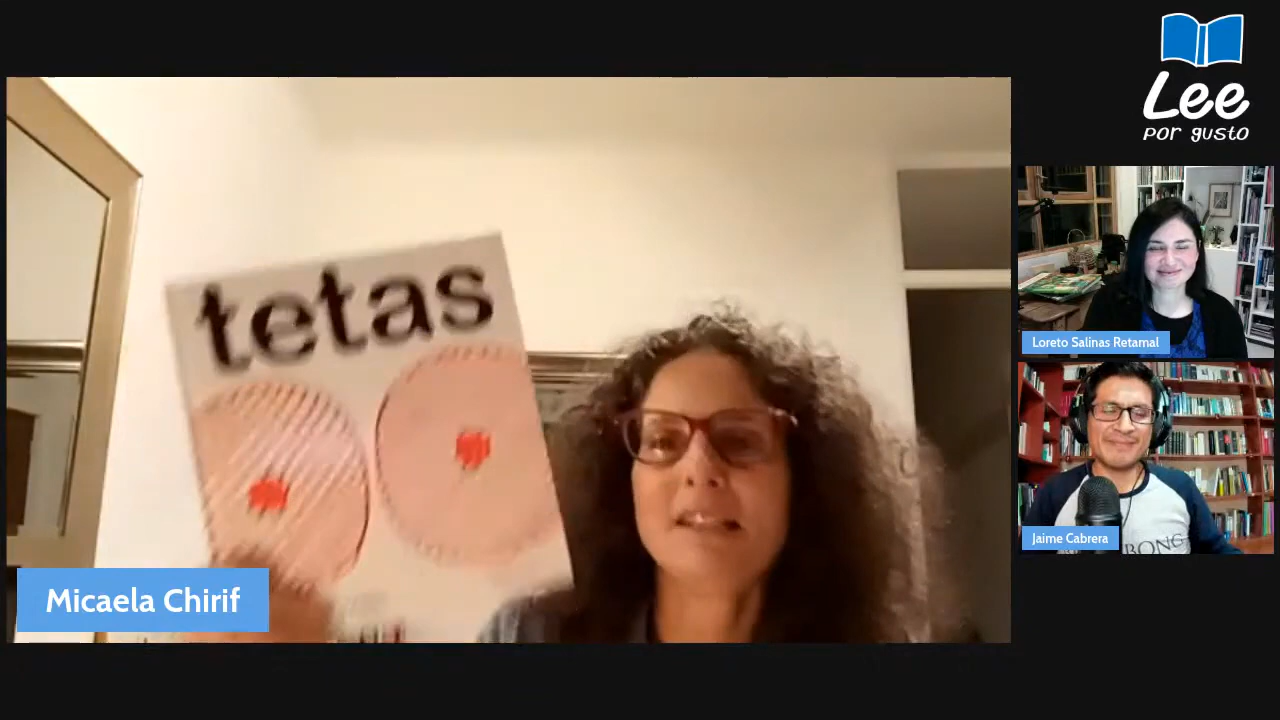 tetas
Micaela Chirif
Lee
por gusto
Loreto Salinas Retamal
Jaime Cabrera